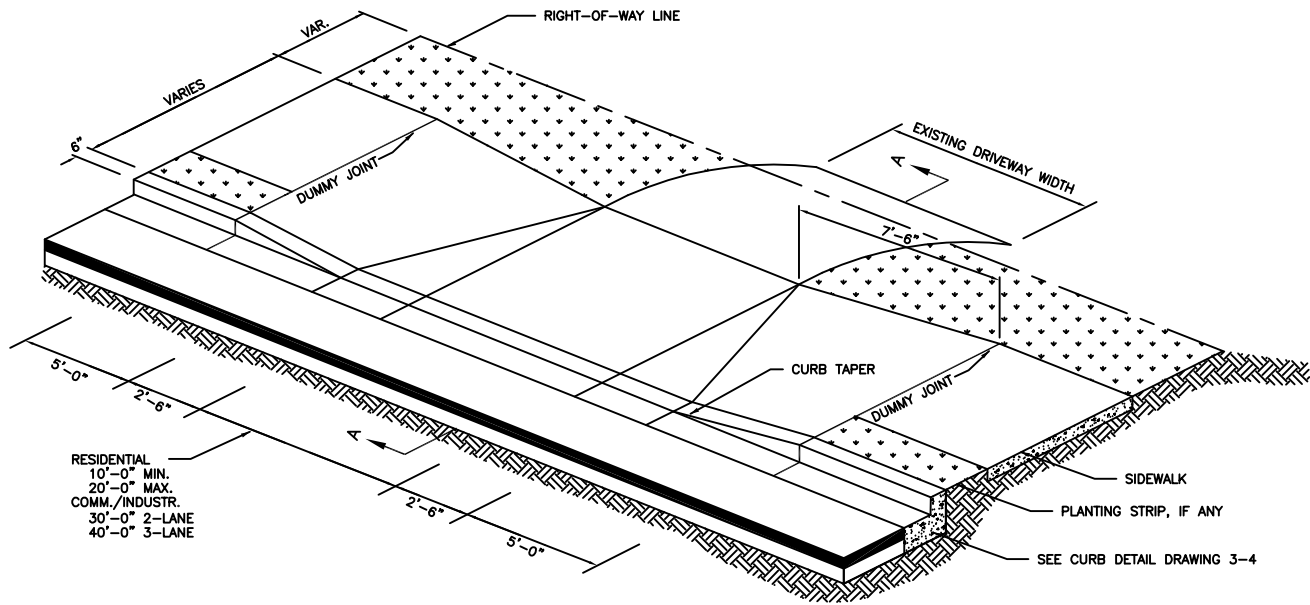 RIGHT-OF-WAY LINE
VAR.
VARIES
6"
EXISTING DRIVEWAY WIDTH
A
DUMMY JOINT
7'-6"
CURB TAPER
DUMMY JOINT
5'-0"
2'-6"
A
RESIDENTIAL
10'-0" MIN.
20'-0" MAX.
COMM./INDUSTR.
30'-0" 2-LANE
40'-0" 3-LANE
2'-6"
5'-0"
SIDEWALK
PLANTING STRIP, IF ANY
SEE CURB DETAIL DRAWING 3-4